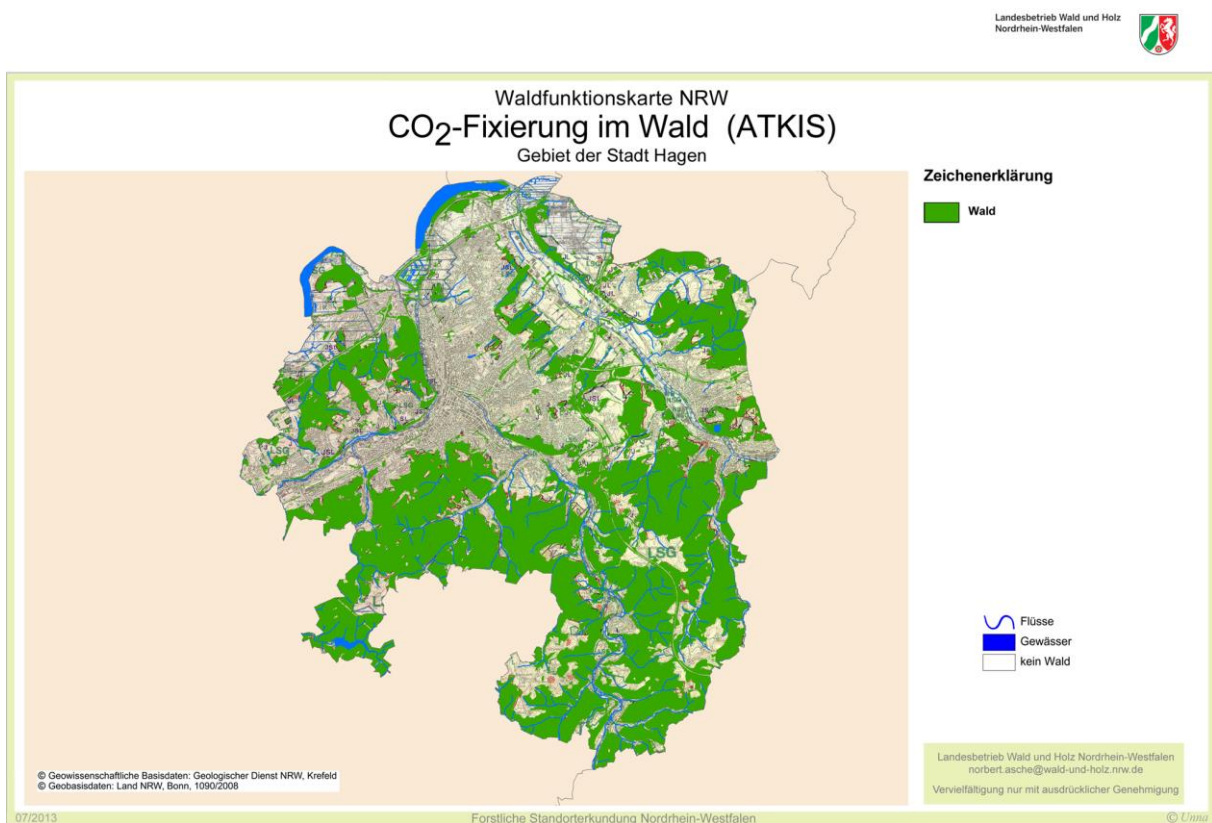 Landesbetrieb Wald und Holz
Nordrhein-Westfalen
Waldfunktionskarte NRW
CO2-Fixierung im Wald (ATKIS)
Gebiet der Stadt Hagen
Zeichenerklärung
Wald
LSG
LSG
JSL
LSG
JSL
Flüsse
Gewässer
kein Wald
© Geowissenschaftliche Basisdaten: Geologischer Dienst NRW, Krefeld
© Geobasisdaten: Land NRW, Bonn, 1090/2008
Landesbetrieb Wald und Holz Nordrhein-Westfalen
norbert.asche@wald-und-holz.nrw.de
Vervielfältigung nur mit ausdrücklicher Genehmigung
07/2013
Forstliche Standorterkundung Nordrhein-Westfalen
© Unna